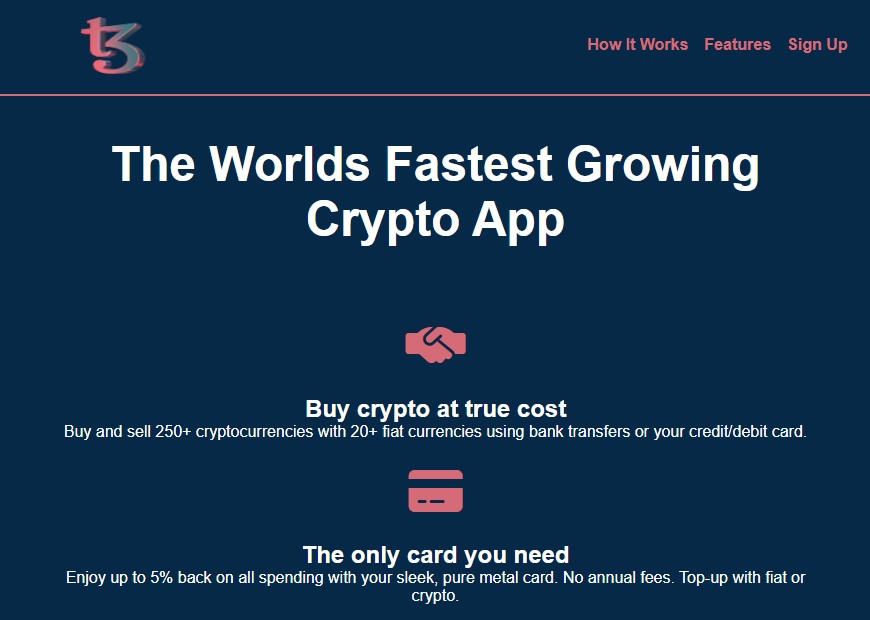 t3
How It Works Features Sign Up
The Worlds Fastest Growing
Crypto App
Buy crypto at true cost
Buy and sell 250+ cryptocurrencies with 20+ fiat currencies using bank transfers or your credit/debit card.
The only card you need
Enjoy up to 5% back on all spending with your sleek, pure metal card. No annual fees. Top-up with fiat or
crypto.